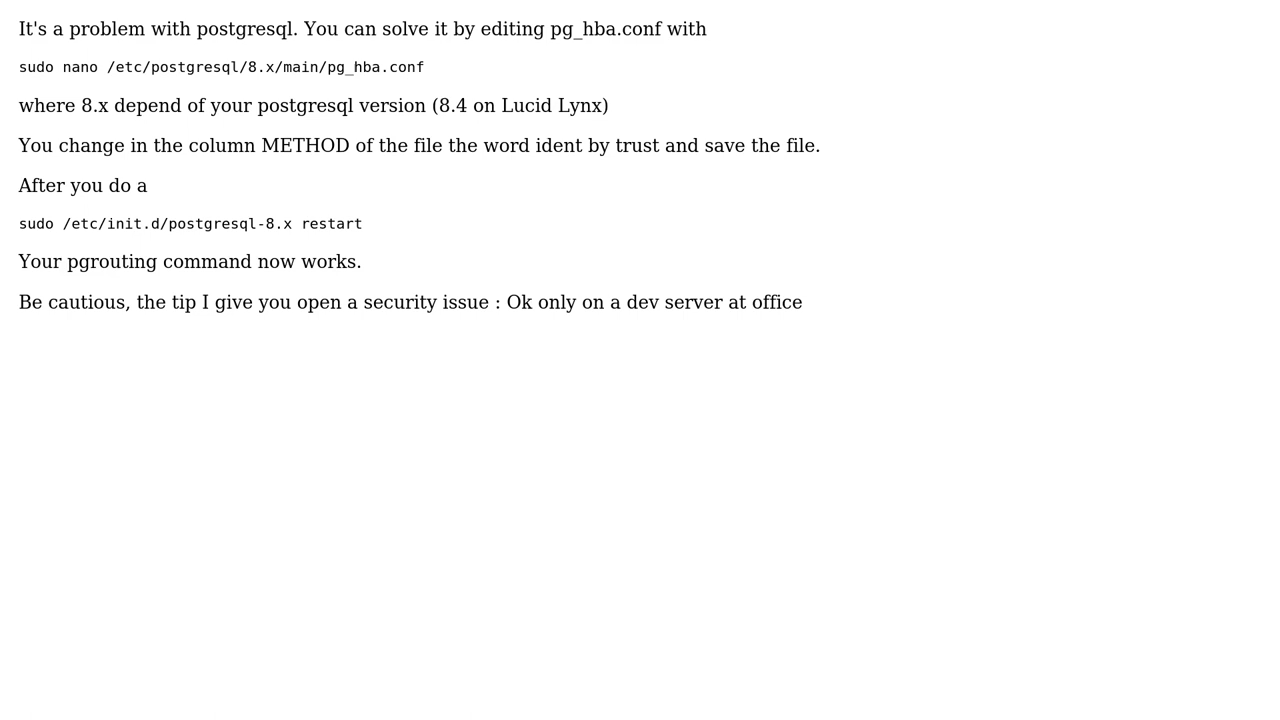 It's a problem with postgresql. You can solve it by editing pg_hba.conf with
sudo nano /etc/postgresql/8.x/main/pg_hba.conf
where 8.x depend of your postgresql version (8.4 on Lucid Lynx)
You change in the column METHOD of the file the word ident by trust and save the file.
After you do a
sudo /etc/init.d/postgresql-8.x restart
Your pgrouting command now works.
Be cautious, the tip I give you open a security issue : Ok only on a dev server at office